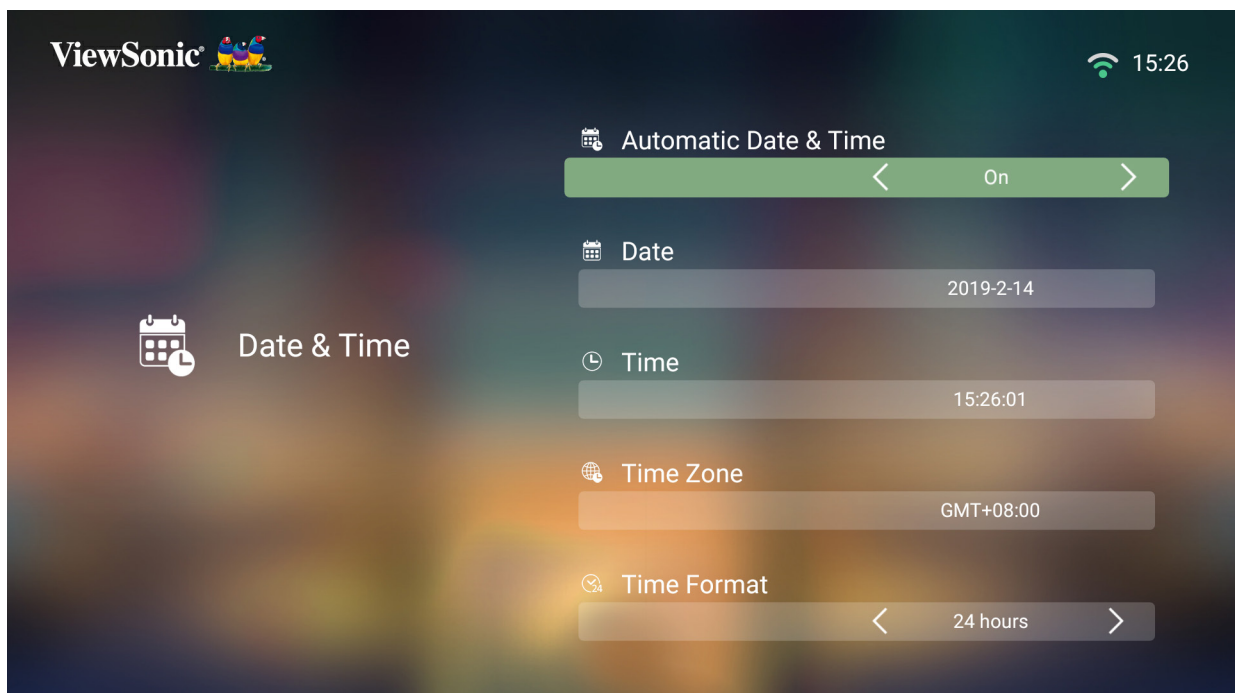 ViewSonic®
15:26
Automatic Date & Time
On
Date
2019-2-14
Date & Time
Time
15:26:01
Time Zone
GMT+08:00
24
Time Format
24 hours